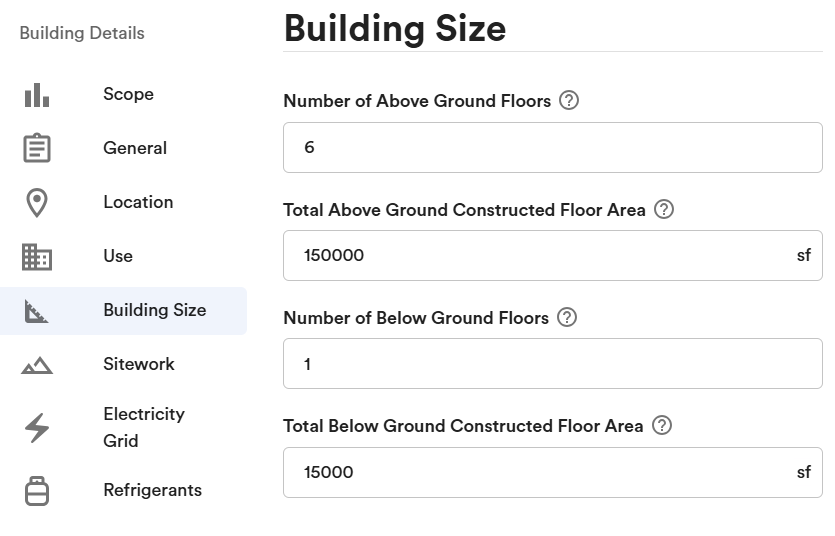 Building Details
Scope
General
Location
Use
Building Size
Sitework
Electricity
Grid
Refrigerants
Building Size
Number of Above Ground Floors ?
6
Total Above Ground Constructed Floor Area ?
150000 sf
Number of Below Ground Floors ?
1
Total Below Ground Constructed Floor Area ?
15000 sf